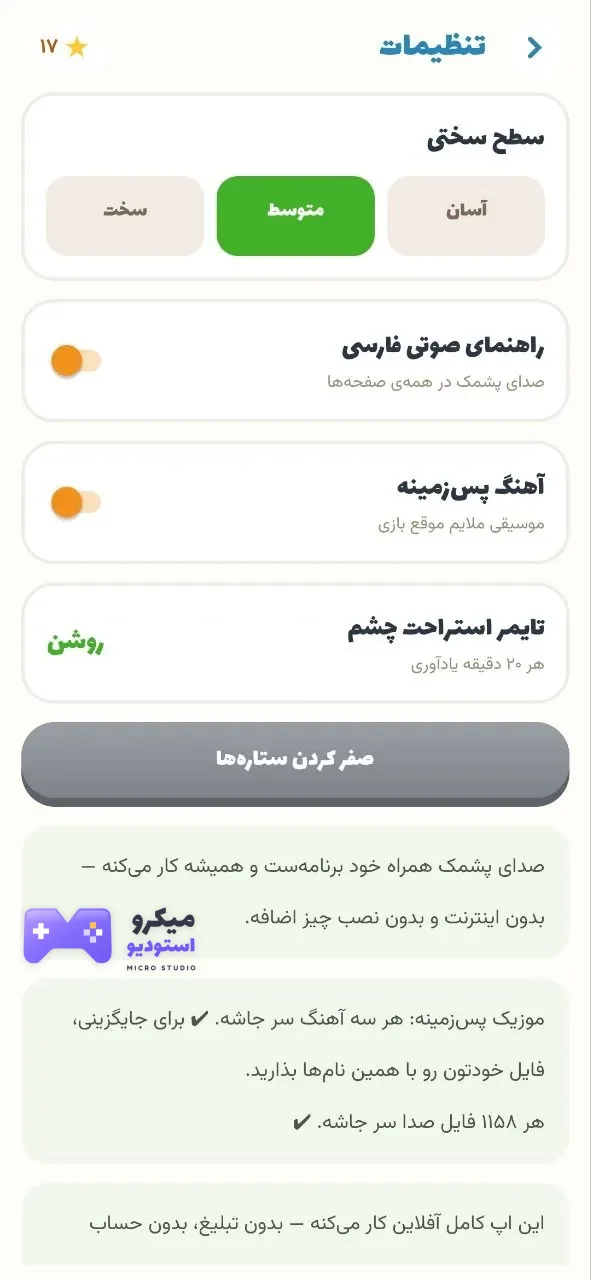 تنظیمات
۱۷
سطح سختی
آسان
متوسط
سخت
راهنمای صوتی فارسی
صدای پشمک در همه‌ی صفحه‌ها
آهنگ پس‌زمینه
موسیقی ملایم موقع بازی
تایمر استراحت چشم
هر ۲۰ دقیقه یادآوری
روشن
صفر کردن ستاره‌ها
صدای پشمک همراه خود برنامه‌ست و همیشه کار می‌کنه –
بدون اینترنت و بدون نصب چیز اضافه.
میکرو
استودیو
MICRO STUDIO
موزیک پس‌زمینه: هر سه آهنگ سر جاشه. ✔ برای جایگزینی،
فایل خودتون رو با همین نام‌ها بذارید.
هر ۱۱۵۸ فایل صدا سر جاشه. ✔
این اپ کامل آفلاین کار می‌کنه – بدون تبلیغ، بدون حساب